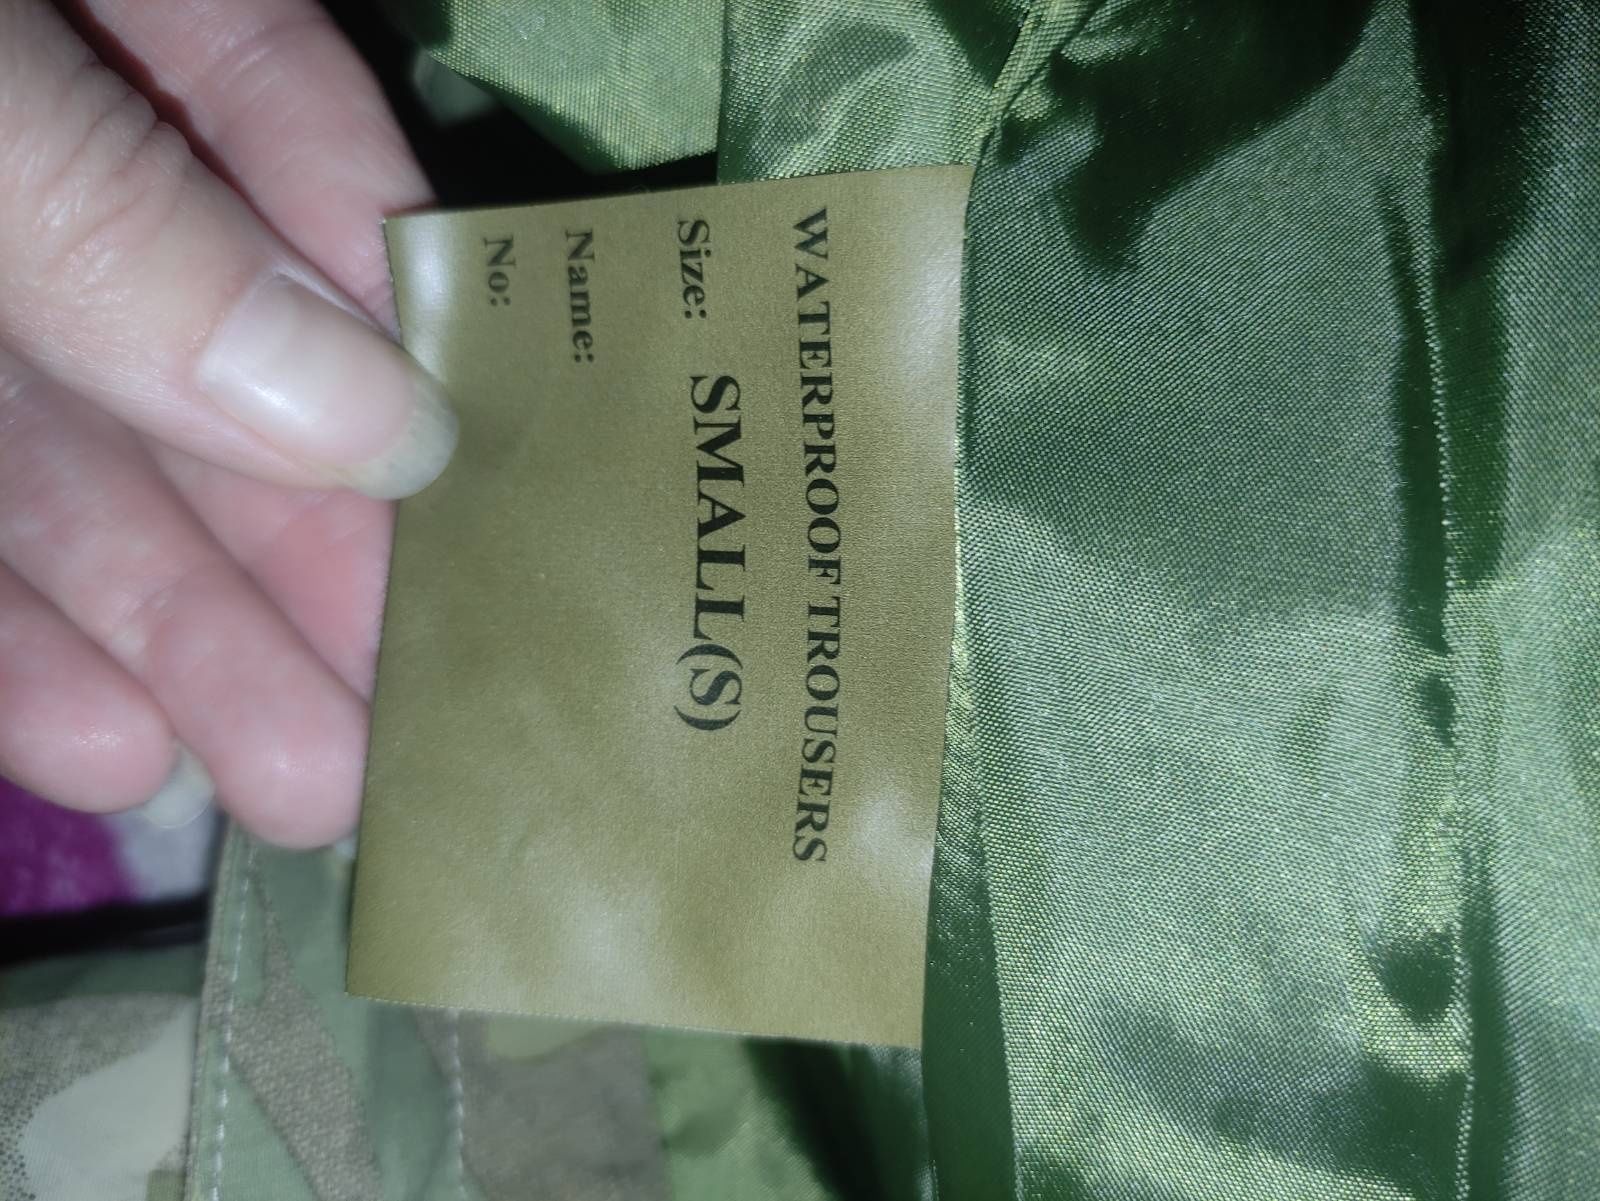 WATERPROOF TROUSERS
Size: SMALL(S)
Name:
No: